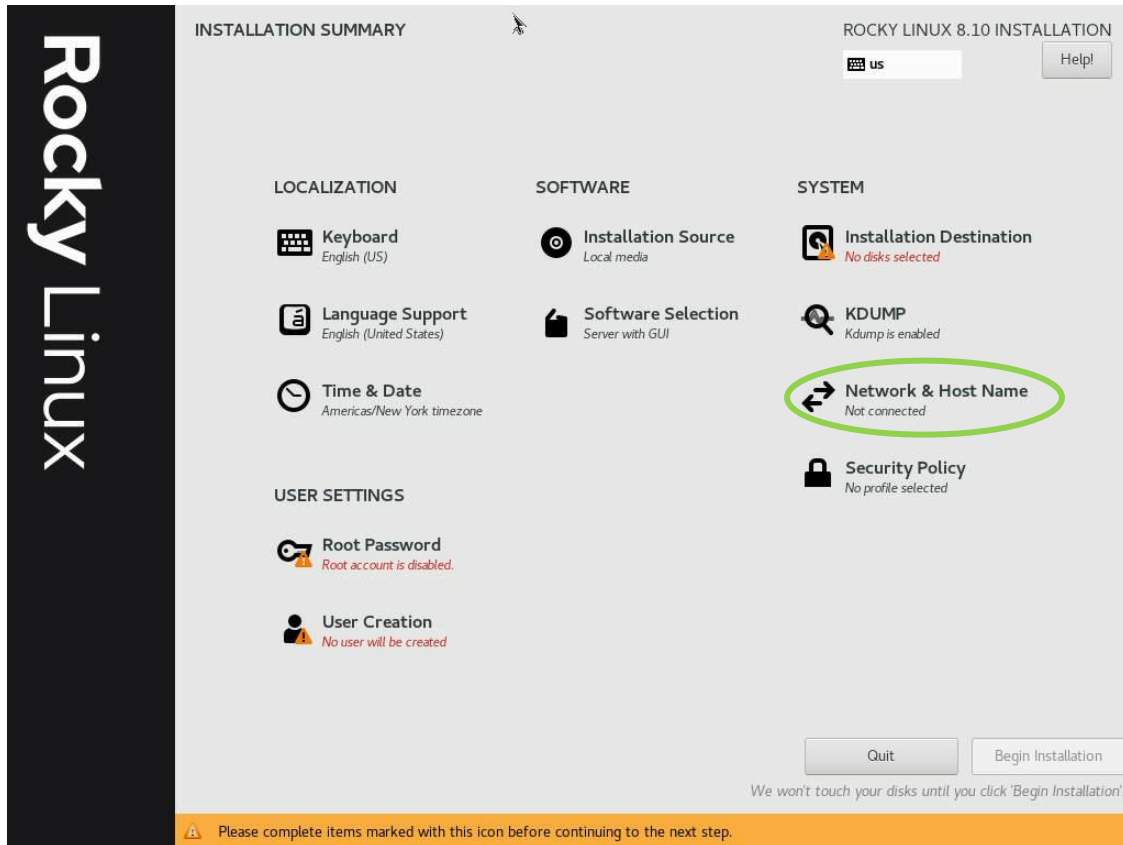 Rocky Linux
INSTALLATION SUMMARY
ROCKY LINUX 8.10 INSTALLATION
us
Help!
LOCALIZATION
Keyboard
English (US)
Language Support
English (United States)
Time & Date
Americas/New York timezone
SOFTWARE
Installation Source
Local media
Software Selection
Server with GUI
SYSTEM
Installation Destination
No disks selected
KDUMP
Kdump is enabled
Network & Host Name
Not connected
Security Policy
No profile selected
USER SETTINGS
Root Password
Root account is disabled.
User Creation
No user will be created
Quit
Begin Installation
We won't touch your disks until you click 'Begin Installation'.
Please complete items marked with this icon before continuing to the next step.